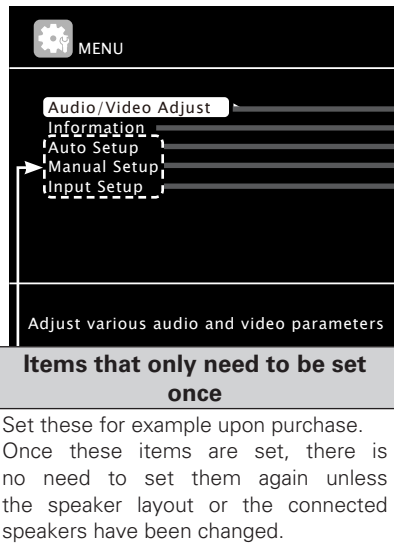 MENU
Audio/Video Adjust
Information
Auto Setup
Manual Setup
Input Setup
Adjust various audio and video parameters
Items that only need to be set
once
Set these for example upon purchase.
Once these items are set, there is
no need to set them again unless
the speaker layout or the connected
speakers have been changed.